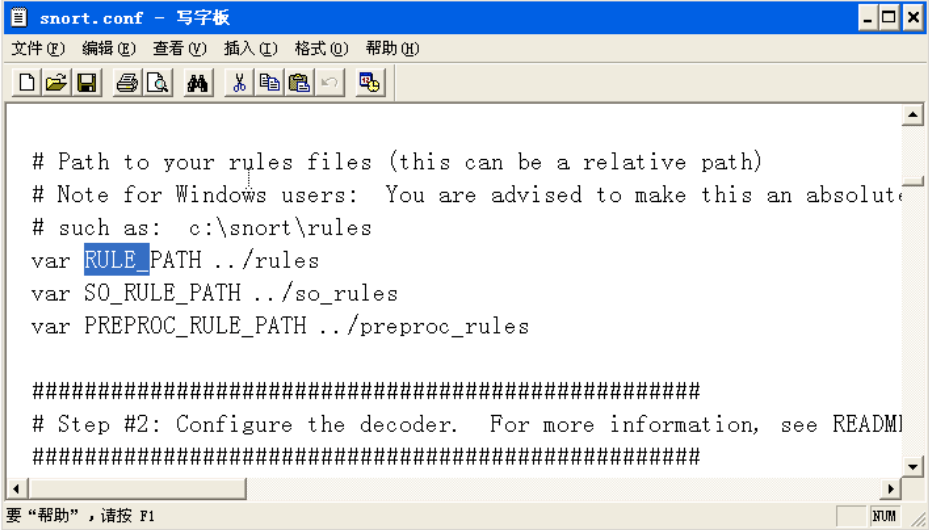 snort.conf - 写字板
文件(F) 编辑(E) 查看(V) 插入(I) 格式(O) 帮助(H)
# Path to your rules files (this can be a relative path)
# Note for Windows users:  You are advised to make this an absolute
# such as:  c:\snort\rules
var RULE_PATH ../rules
var SO_RULE_PATH ../so_rules
var PREPROC_RULE_PATH ../preproc_rules
###################################################
# Step #2: Configure the decoder.  For more information, see READM
###################################################
要“帮助”，请按 F1
NUM